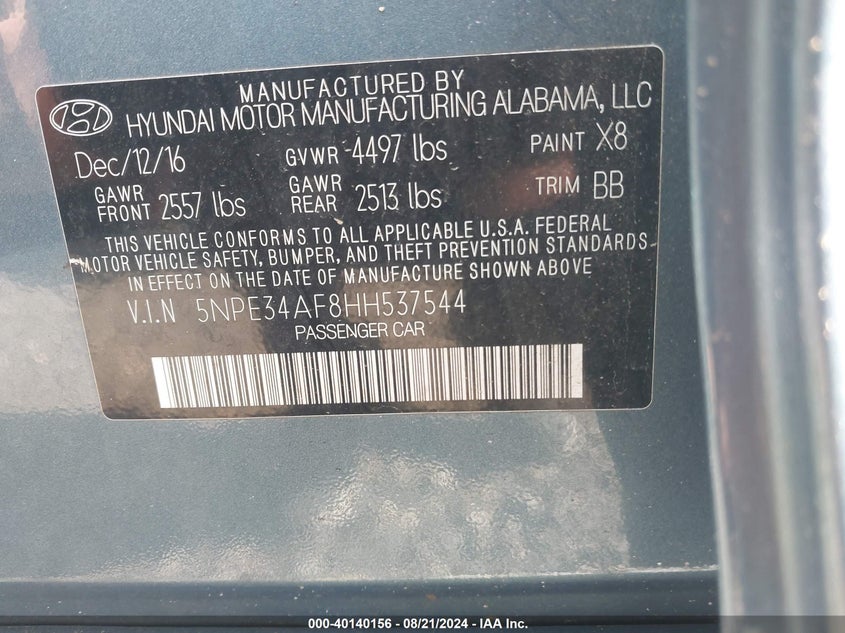 MANUFACTURED BY
HYUNDAI MOTOR MANUFACTURING ALABAMA, LLC
Dec/12/16 GVWR 4497 lbs PAINT X8
GAWR FRONT 2557 lbs GAWR REAR 2513 lbs TRIM BB
THIS VEHICLE CONFORMS TO ALL APPLICABLE U.S.A. FEDERAL
MOTOR VEHICLE SAFETY, BUMPER, AND THEFT PREVENTION STANDARDS
IN EFFECT ON THE DATE OF MANUFACTURE SHOWN ABOVE
V.I.N 5NPE34AF8HH537544
PASSENGER CAR
000-40140156 - 08/21/2024 - IAA Inc.